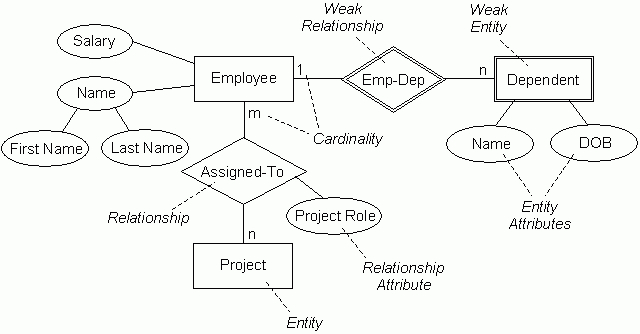 Weak
Relationship
Weak
Entity
Salary
Employee
1
Emp-Dep
n
Dependent
Name
m
Cardinality
First Name
Last Name
Name
DOB
Assigned-To
Relationship
Project Role
Entity
Attributes
n
Project
Relationship
Attribute
Entity